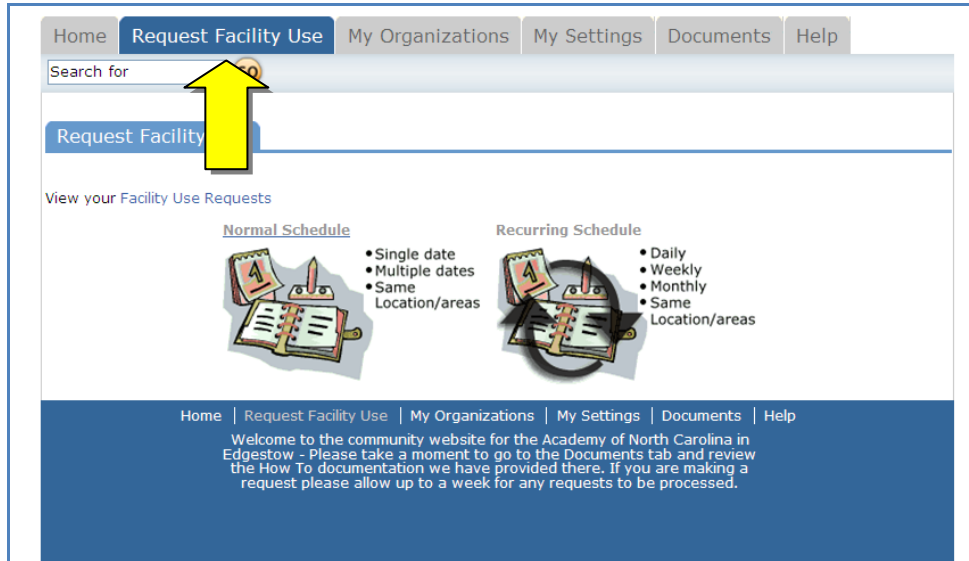 Home Request Facility Use My Organizations My Settings Documents Help
Search for GO
Request Facility
View your Facility Use Requests
Normal Schedule
• Single date
• Multiple dates
• Same
Location/areas
Recurring Schedule
• Daily
• Weekly
• Monthly
• Same
Location/areas
Home | Request Facility Use | My Organizations | My Settings | Documents | Help
Welcome to the community website for the Academy of North Carolina in
Edgestow - Please take a moment to go to the Documents tab and review
the How To documentation we have provided there. If you are making a
request please allow up to a week for any requests to be processed.